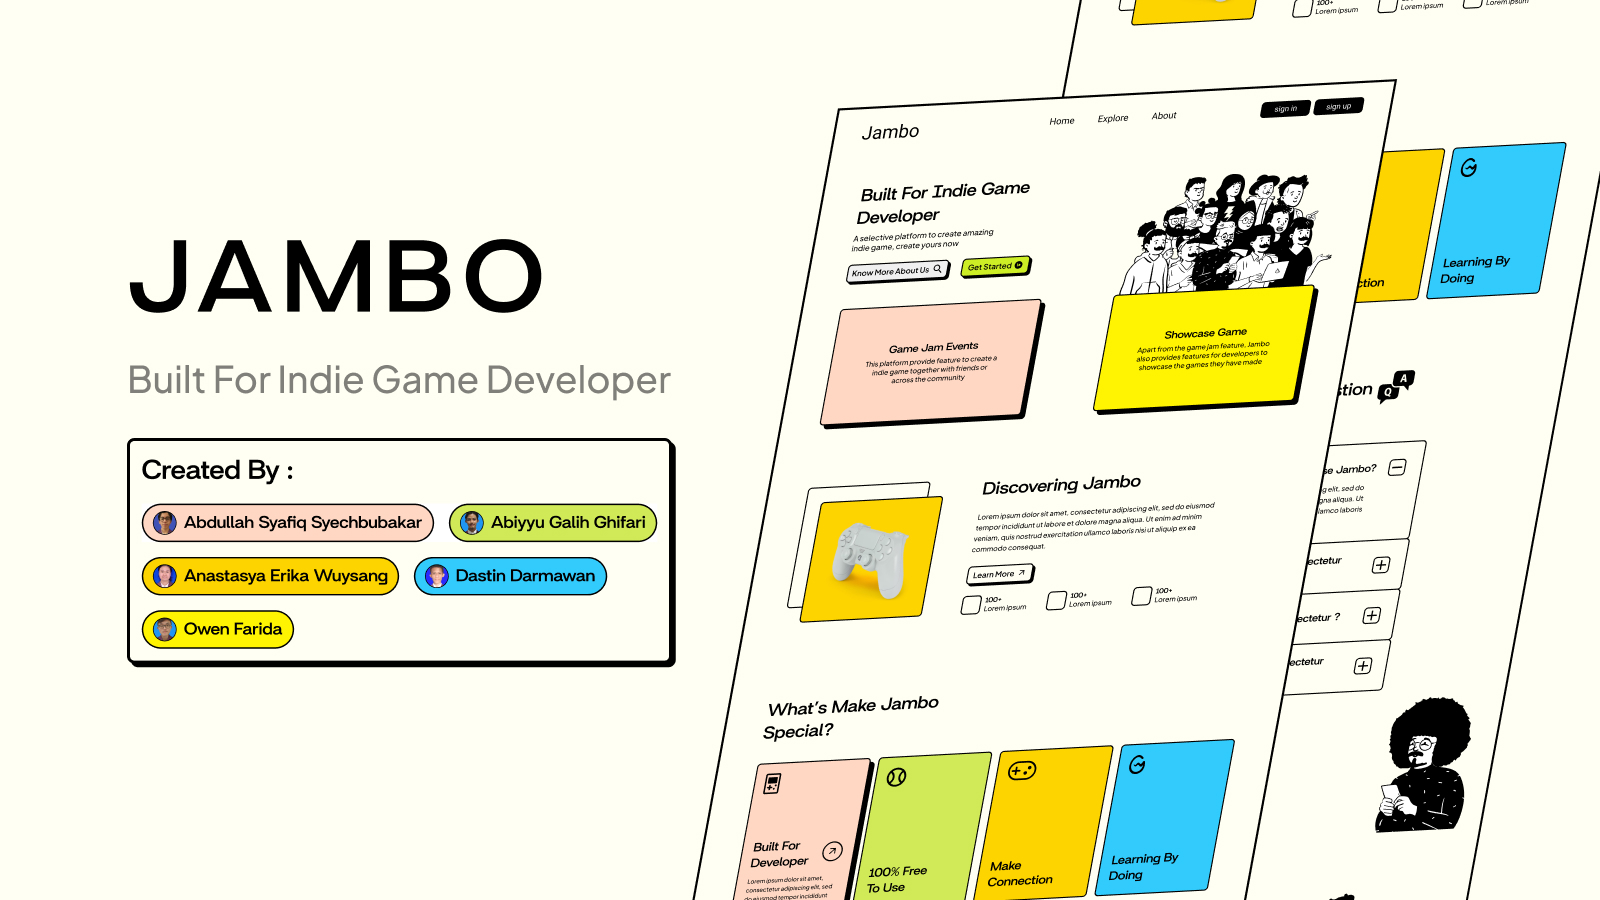 JAMBO
Built For Indie Game Developer
Created By :
Abdullah Syafiq Syechbubakar
Abiyyu Galih Ghifari
Anastasya Erika Wuysang
Dastin Darmawan
Owen Farida
Jambo
Home
Explore
About
sign in
sign up
Built For Indie Game
Developer
A selective platform to create amazing
indie game, create yours now
Know More About Us
Get Started
Game Jam Events
This platform provide feature to create a
indie game together with friends or
across the community
Showcase Game
Apart from the game jam feature, Jambo
also provides features for developers to
showcase the games they have made
Discovering Jambo
Lorem ipsum dolor sit amet, consectetur adipiscing elit, sed do eiusmod
tempor incididunt ut labore et dolore magna aliqua. Ut enim ad minim
veniam, quis nostrud exercitation ullamco laboris nisi ut aliquip ex ea
commodo consequat.
Learn More
100+
Lorem ipsum
100+
Lorem ipsum
100+
Lorem ipsum
What's Make Jambo
Special?
Built For
Developer
Lorem ipsum dolor sit amet,
consectetur adipiscing elit, sed
do eiusmod tempor incididunt
100% Free
To Use
Make
Connection
Learning By
Doing
100+
Lorem ipsum
Lorem ipsum
Lorem ipsum
ction
Learning By
Doing
stion
Q
A
se Jambo?
g elit, sed do
gna aliqua. Ut
lamco laboris
ectetur
ectetur ?
ectetur